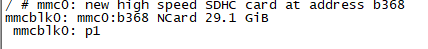 / # mmc0: new high speed SDHC card at address b368
mmcblk0: mmc0:b368 NCard 29.1 GiB
mmcblk0: p1